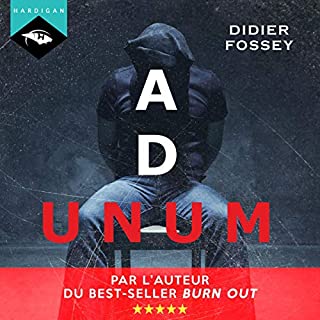 HARDIGAN
DIDIER
FOSSEY
A
D
UNUM
PAR L'AUTEUR
DU BEST-SELLER BURN OUT